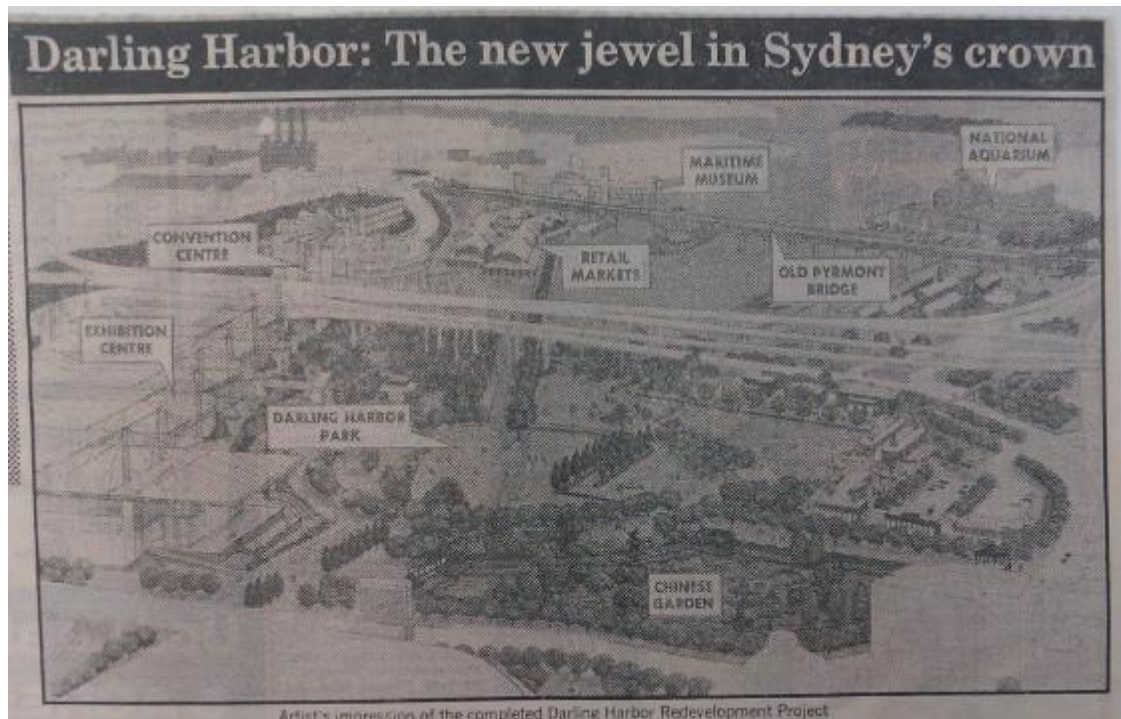 Darling Harbor: The new jewel in Sydney's crown
NATIONAL
AQUARIUM
MARITIME
MUSEUM
CONVENTION
CENTRE
RETAIL
MARKETS
OLD PYRMONT
BRIDGE
EXHIBITION
CENTRE
DARLING HARBOR
PARK
CHINESE
GARDEN
Artist's impression of the completed Darling Harbor Redevelopment Project